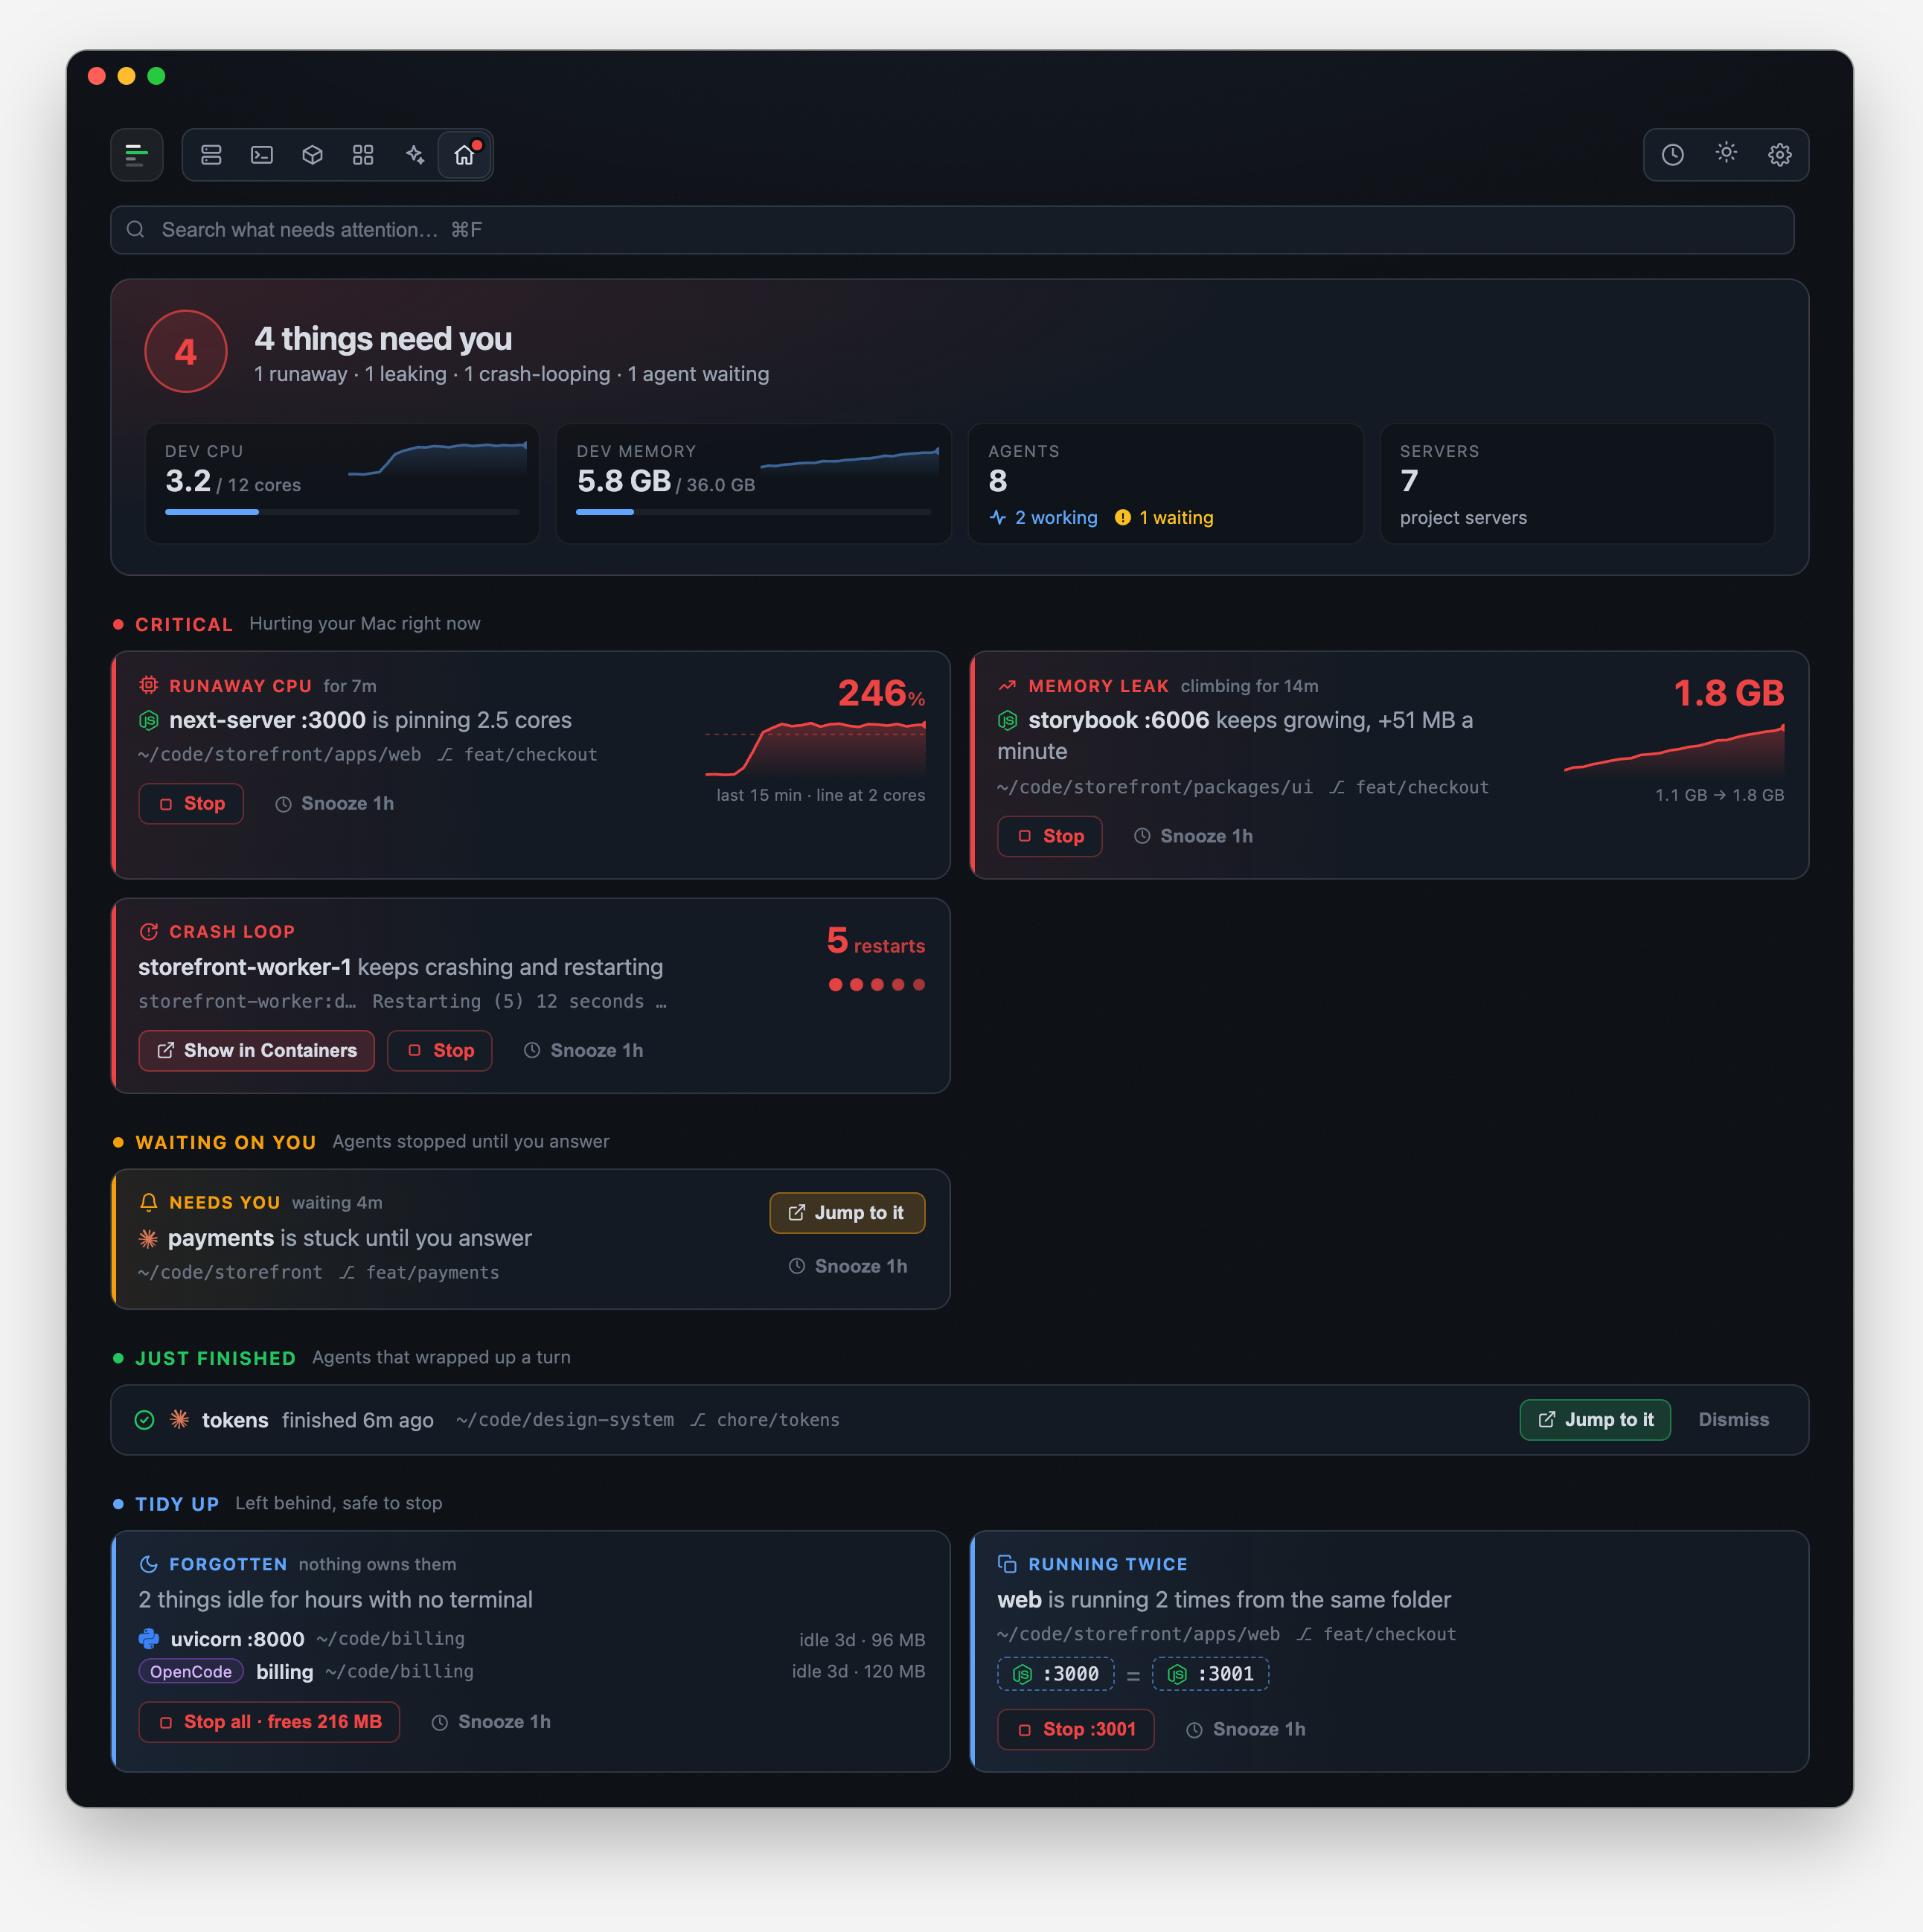 Search what needs attention… ⌘F
4
4 things need you
1 runaway · 1 leaking · 1 crash-looping · 1 agent waiting
DEV CPU
3.2 / 12 cores
DEV MEMORY
5.8 GB / 36.0 GB
AGENTS
8
2 working 1 waiting
SERVERS
7
project servers
CRITICAL Hurting your Mac right now
RUNAWAY CPU for 7m
246%
next-server :3000 is pinning 2.5 cores
~/code/storefront/apps/web feat/checkout
last 15 min · line at 2 cores
Stop Snooze 1h
MEMORY LEAK climbing for 14m
1.8 GB
storybook :6006 keeps growing, +51 MB a
minute
~/code/storefront/packages/ui feat/checkout
1.1 GB → 1.8 GB
Stop Snooze 1h
CRASH LOOP
5 restarts
storefront-worker-1 keeps crashing and restarting
storefront-worker:d… Restarting (5) 12 seconds …
Show in Containers Stop Snooze 1h
WAITING ON YOU Agents stopped until you answer
NEEDS YOU waiting 4m
payments is stuck until you answer
~/code/storefront feat/payments
Jump to it
Snooze 1h
JUST FINISHED Agents that wrapped up a turn
tokens finished 6m ago ~/code/design-system chore/tokens Jump to it Dismiss
TIDY UP Left behind, safe to stop
FORGOTTEN nothing owns them
2 things idle for hours with no terminal
JS uvicorn :8000 ~/code/billing idle 3d · 96 MB
OpenCode billing ~/code/billing idle 3d · 120 MB
Stop all · frees 216 MB Snooze 1h
RUNNING TWICE
web is running 2 times from the same folder
~/code/storefront/apps/web feat/checkout
JS :3000 = JS :3001
Stop :3001 Snooze 1h